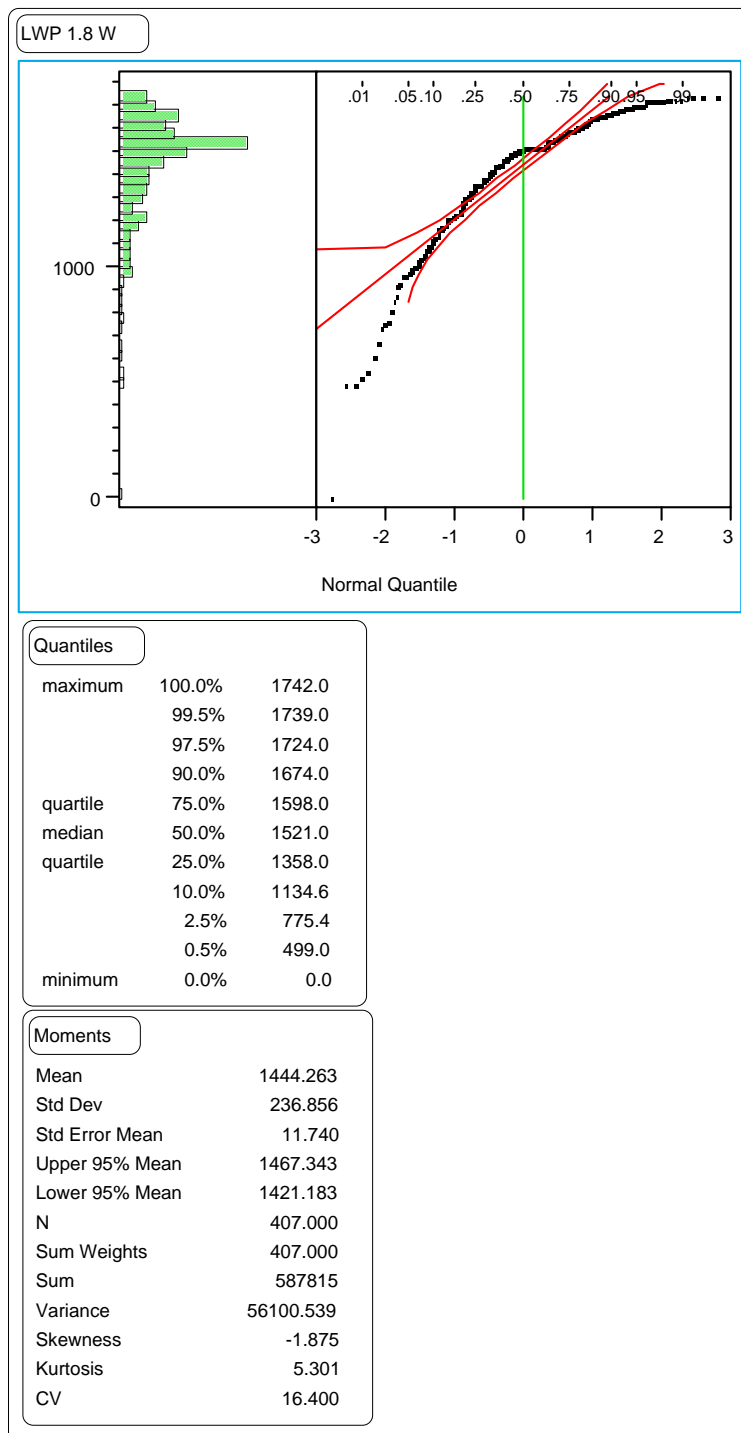 LWP 1.8 W
.01 .05 .10 .25 .50 .75 .90 .95 .99
1000
0
-3 -2 -1 0 1 2 3
Normal Quantile
Quantiles
maximum 100.0% 1742.0
99.5% 1739.0
97.5% 1724.0
90.0% 1674.0
quartile 75.0% 1598.0
median 50.0% 1521.0
quartile 25.0% 1358.0
10.0% 1134.6
2.5% 775.4
0.5% 499.0
minimum 0.0% 0.0
Moments
Mean 1444.263
Std Dev 236.856
Std Error Mean 11.740
Upper 95% Mean 1467.343
Lower 95% Mean 1421.183
N 407.000
Sum Weights 407.000
Sum 587815
Variance 56100.539
Skewness -1.875
Kurtosis 5.301
CV 16.400